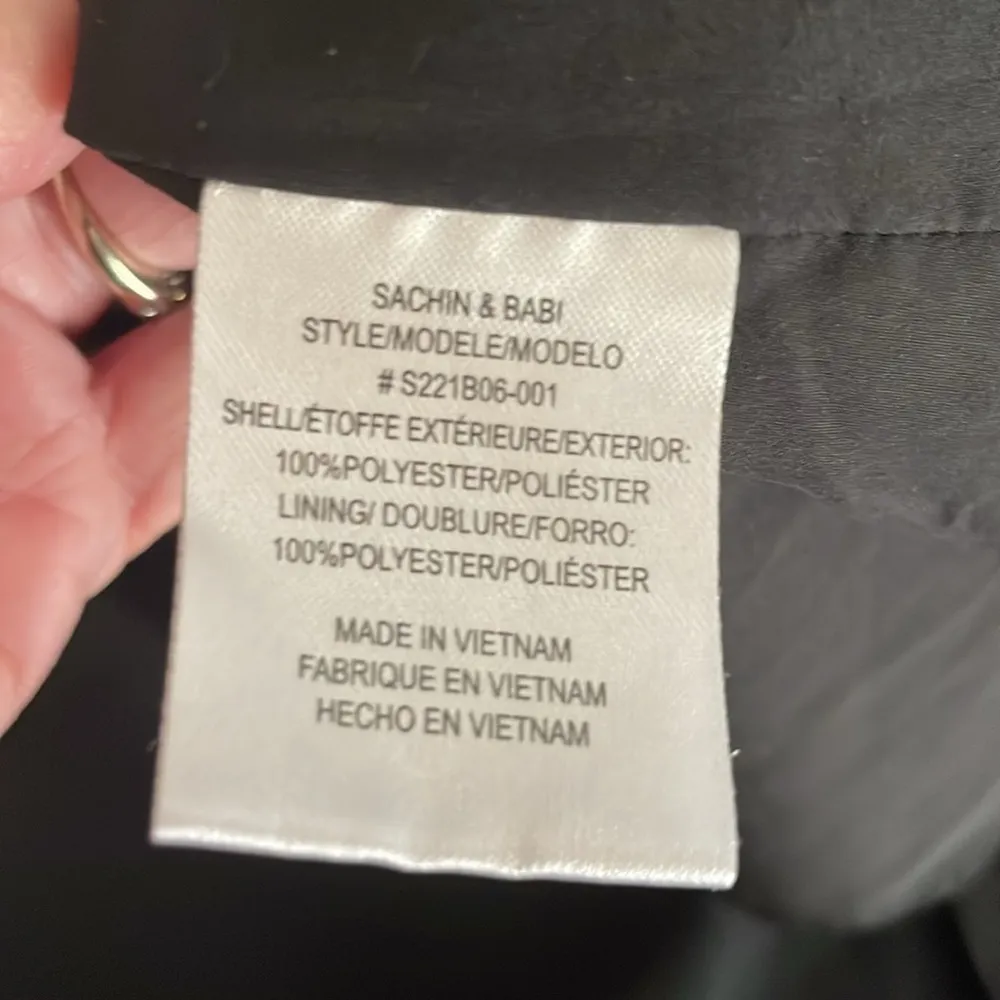 SACHIN & BABI
STYLE/MODELE/MODELO
# S221B06-001
SHELL/ÉTOFFE EXTÉRIEURE/EXTERIOR:
100%POLYESTER/POLIÉSTER
LINING/ DOUBLURE/FORRO:
100%POLYESTER/POLIÉSTER
MADE IN VIETNAM
FABRIQUE EN VIETNAM
HECHO EN VIETNAM